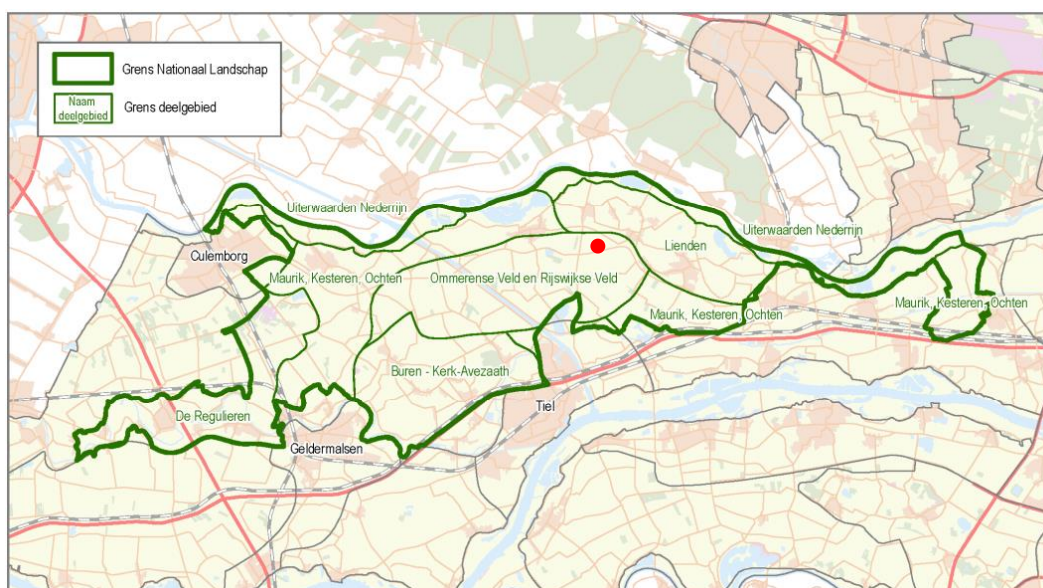 Grens Nationaal Landschap
Naam
deelgebied
Grens deelgebied
Uiterwaarden Nederrijn
Uiterwaarden Nederrijn
Culemborg
Lienden
Maurik, Kesteren, Ochten
Ommerense Veld en Rijswijkse Veld
Maurik, Kesteren, Ochten
Maurik, Kesteren, Ochten
Buren - Kerk-Avezaath
De Regulieren
Tiel
Geldermalsen